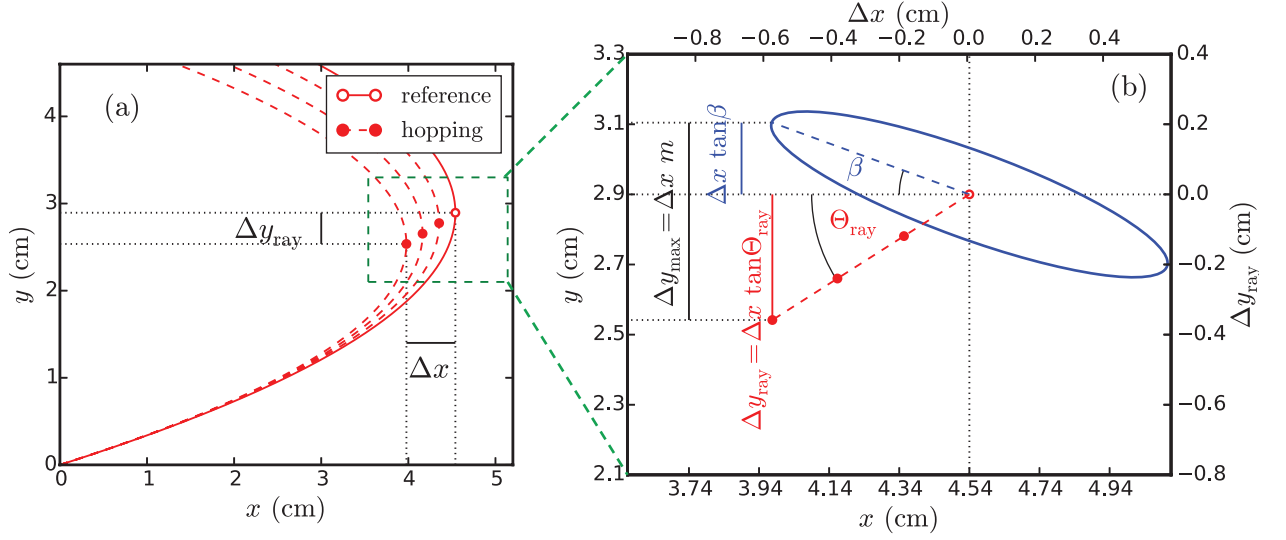 (a)
reference
hopping
Δy_ray
Δx
y (cm)
4
3
2
1
0
0 1 2 3 4 5
x (cm)
Δx (cm)
−0.8 −0.6 −0.4 −0.2 0.0 0.2 0.4
(b)
3.3
3.1
2.9
2.7
2.5
2.3
2.1
y (cm)
0.4
0.2
0.0
−0.2
−0.4
−0.6
−0.8
Δy_ray (cm)
Δy_max = Δx m
Δx tanβ
Δy_ray = Δx tanΘ_ray
β
Θ_ray
3.74 3.94 4.14 4.34 4.54 4.74 4.94
x (cm)